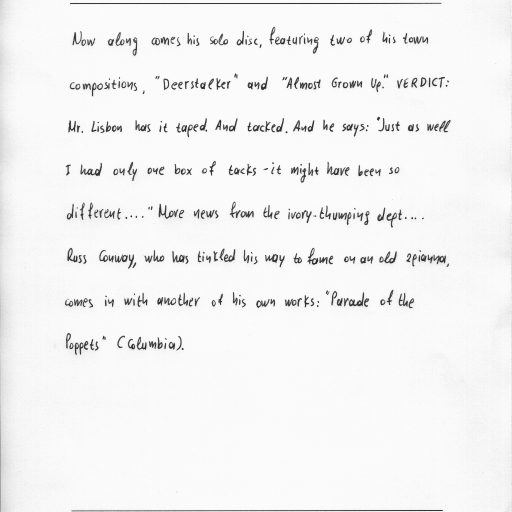 Now along comes his solo disc, featuring two of his town
compositions, "Deerstalker" and "Almost Grown Up." VERDICT:
Mr. Lisbon has it taped. And tacked. And he says: "Just as well
I had only one box of tacks - it might have been so
different...." More news from the ivory-thumping dept....
Russ Conway, who has tinkled his way to fame on an old pianna,
comes in with another of his own works: "Parade of the
Poppets" (Columbia).